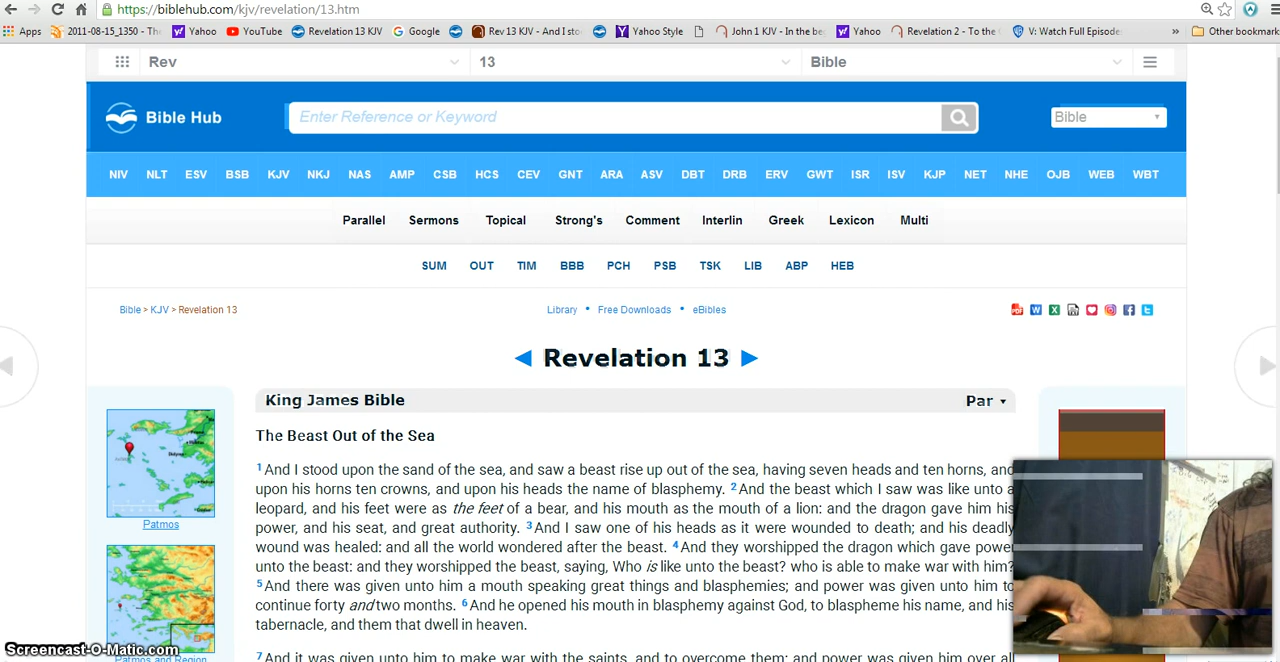 https://biblehub.com/kjv/revelation/13.htm
Apps 2011-08-15_1350 - Th Yahoo YouTube Revelation 13 KJV Google Rev 13 KJV - And I sto Yahoo Style John 1 KJV - In the be Yahoo Revelation 2 - To the V: Watch Full Episode » Other bookmark
Rev 13 Bible
Bible Hub Enter Reference or Keyword Bible
NIV NLT ESV BSB KJV NKJ NAS AMP CSB HCS CEV GNT ARA ASV DBT DRB ERV GWT ISR ISV KJP NET NHE OJB WEB WBT
Parallel Sermons Topical Strong's Comment Interlin Greek Lexicon Multi
SUM OUT TIM BBB PCH PSB TSK LIB ABP HEB
Bible > KJV > Revelation 13 Library • Free Downloads • eBibles
◄ Revelation 13 ►
King James Bible Par ▾
The Beast Out of the Sea
1 And I stood upon the sand of the sea, and saw a beast rise up out of the sea, having seven heads and ten horns, and
upon his horns ten crowns, and upon his heads the name of blasphemy. 2 And the beast which I saw was like unto a
leopard, and his feet were as the feet of a bear, and his mouth as the mouth of a lion: and the dragon gave him his
power, and his seat, and great authority. 3 And I saw one of his heads as it were wounded to death; and his deadly
wound was healed: and all the world wondered after the beast. 4 And they worshipped the dragon which gave power
unto the beast: and they worshipped the beast, saying, Who is like unto the beast? who is able to make war with him?
5 And there was given unto him a mouth speaking great things and blasphemies; and power was given unto him to
continue forty and two months. 6 And he opened his mouth in blasphemy against God, to blaspheme his name, and his
tabernacle, and them that dwell in heaven.
7 And it was given unto him to make war with the saints, and to overcome them: and power was given him over all
Patmos
Patmos and Region
Screencast-O-Matic.com